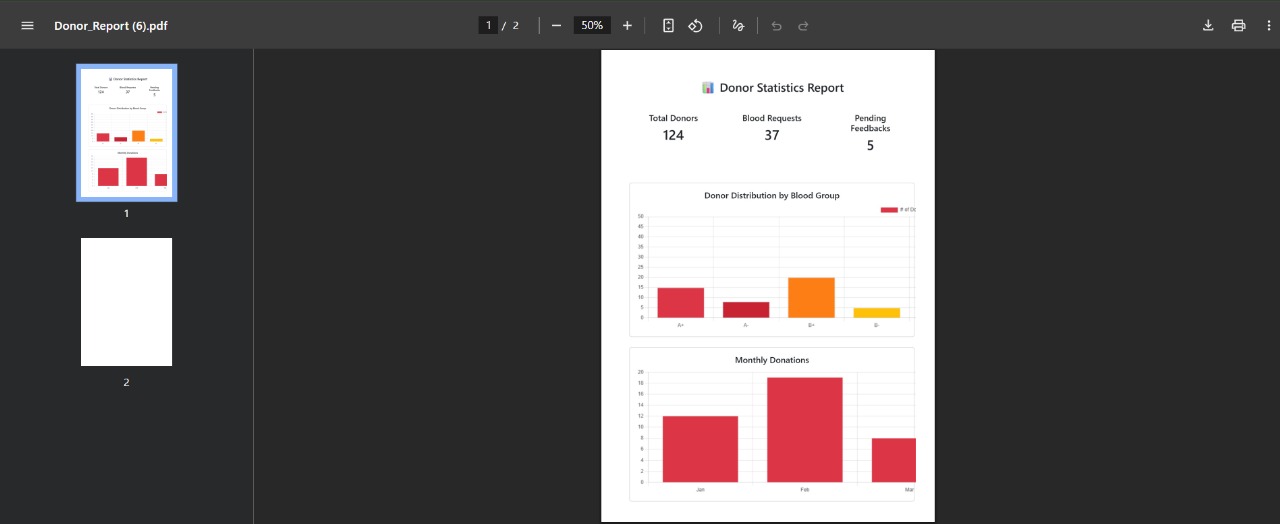 Donor_Report (6).pdf
1 / 2
50%
1
2
Donor Statistics Report
Total Donors
124
Blood Requests
37
Pending
Feedbacks
5
Donor Distribution by Blood Group
# of Do
50
45
40
35
30
25
20
15
10
5
0
A+ A- B+ B-
Monthly Donations
20
18
16
14
12
10
8
6
4
2
0
Jan Feb Mar